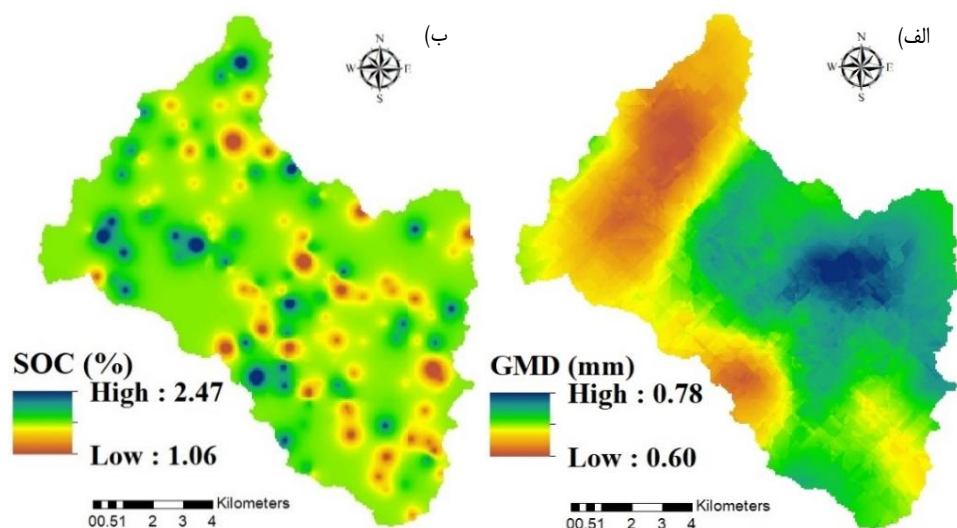 الف)
N
W E
S
GMD (mm)
High : 0.78
Low : 0.60
Kilometers
00.51 2 3 4
ب)
N
W E
S
SOC (%)
High : 2.47
Low : 1.06
Kilometers
00.51 2 3 4